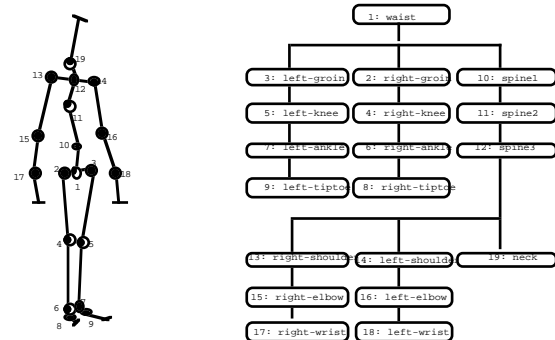 19
13
14
12
11
15
16
10
2
3
17
1
18
4
5
6
7
8
9
1: waist
3: left-groin
2: right-groin
10: spine1
5: left-knee
4: right-knee
11: spine2
7: left-ankle
6: right-ankle
12: spine3
9: left-tiptoe
8: right-tiptoe
13: right-shoulder
14: left-shoulder
19: neck
15: right-elbow
16: left-elbow
17: right-wrist
18: left-wrist